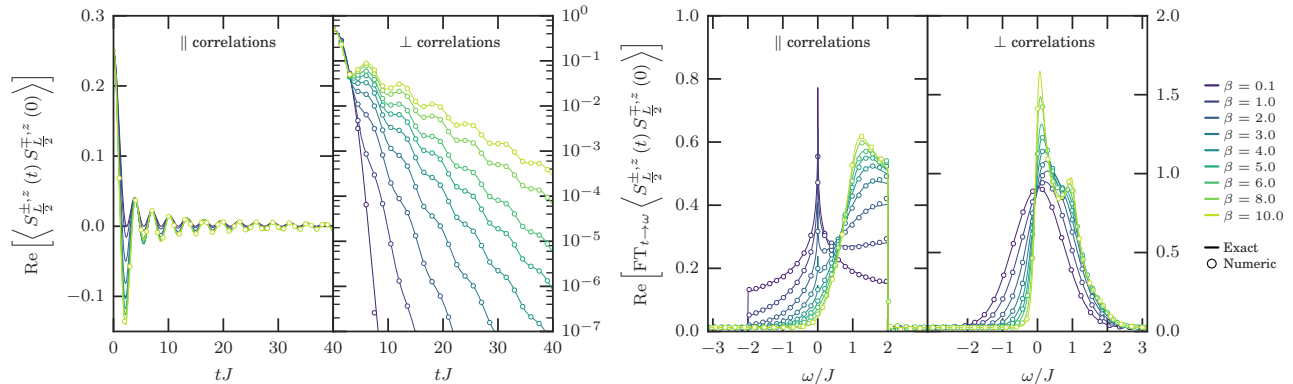 ∥ correlations
⊥ correlations
Re [⟨S^{±,z}_{L/2} (t) S^{∓,z}_{L/2} (0)⟩]
0.3
0.2
0.1
0.0
−0.1
0 10 20 30 40
0 10 20 30 40
tJ
tJ
10^0
10^{−1}
10^{−2}
10^{−3}
10^{−4}
10^{−5}
10^{−6}
10^{−7}
∥ correlations
⊥ correlations
Re [FT_{t→ω} ⟨S^{±,z}_{L/2} (t) S^{∓,z}_{L/2} (0)⟩]
1.0
0.8
0.6
0.4
0.2
0.0
−3 −2 −1 0 1 2
−2 −1 0 1 2 3
ω/J
ω/J
2.0
1.5
1.0
0.5
0.0
β = 0.1
β = 1.0
β = 2.0
β = 3.0
β = 4.0
β = 5.0
β = 6.0
β = 8.0
β = 10.0
Exact
Numeric